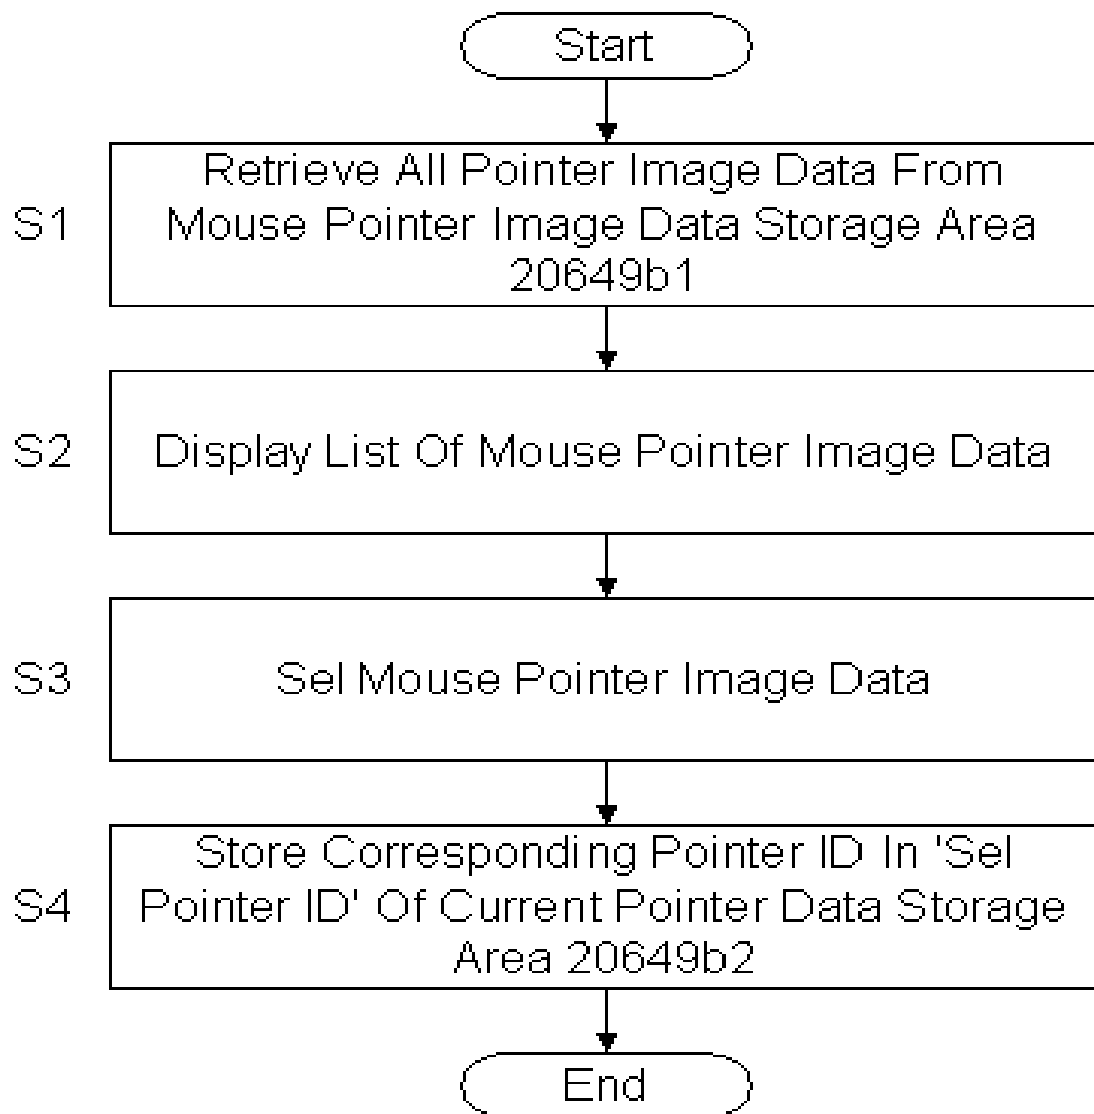 Start
S1
Retrieve All Pointer Image Data From
Mouse Pointer Image Data Storage Area
20649b1
S2
Display List Of Mouse Pointer Image Data
S3
Sel Mouse Pointer Image Data
S4
Store Corresponding Pointer ID In 'Sel
Pointer ID' Of Current Pointer Data Storage
Area 20649b2
End